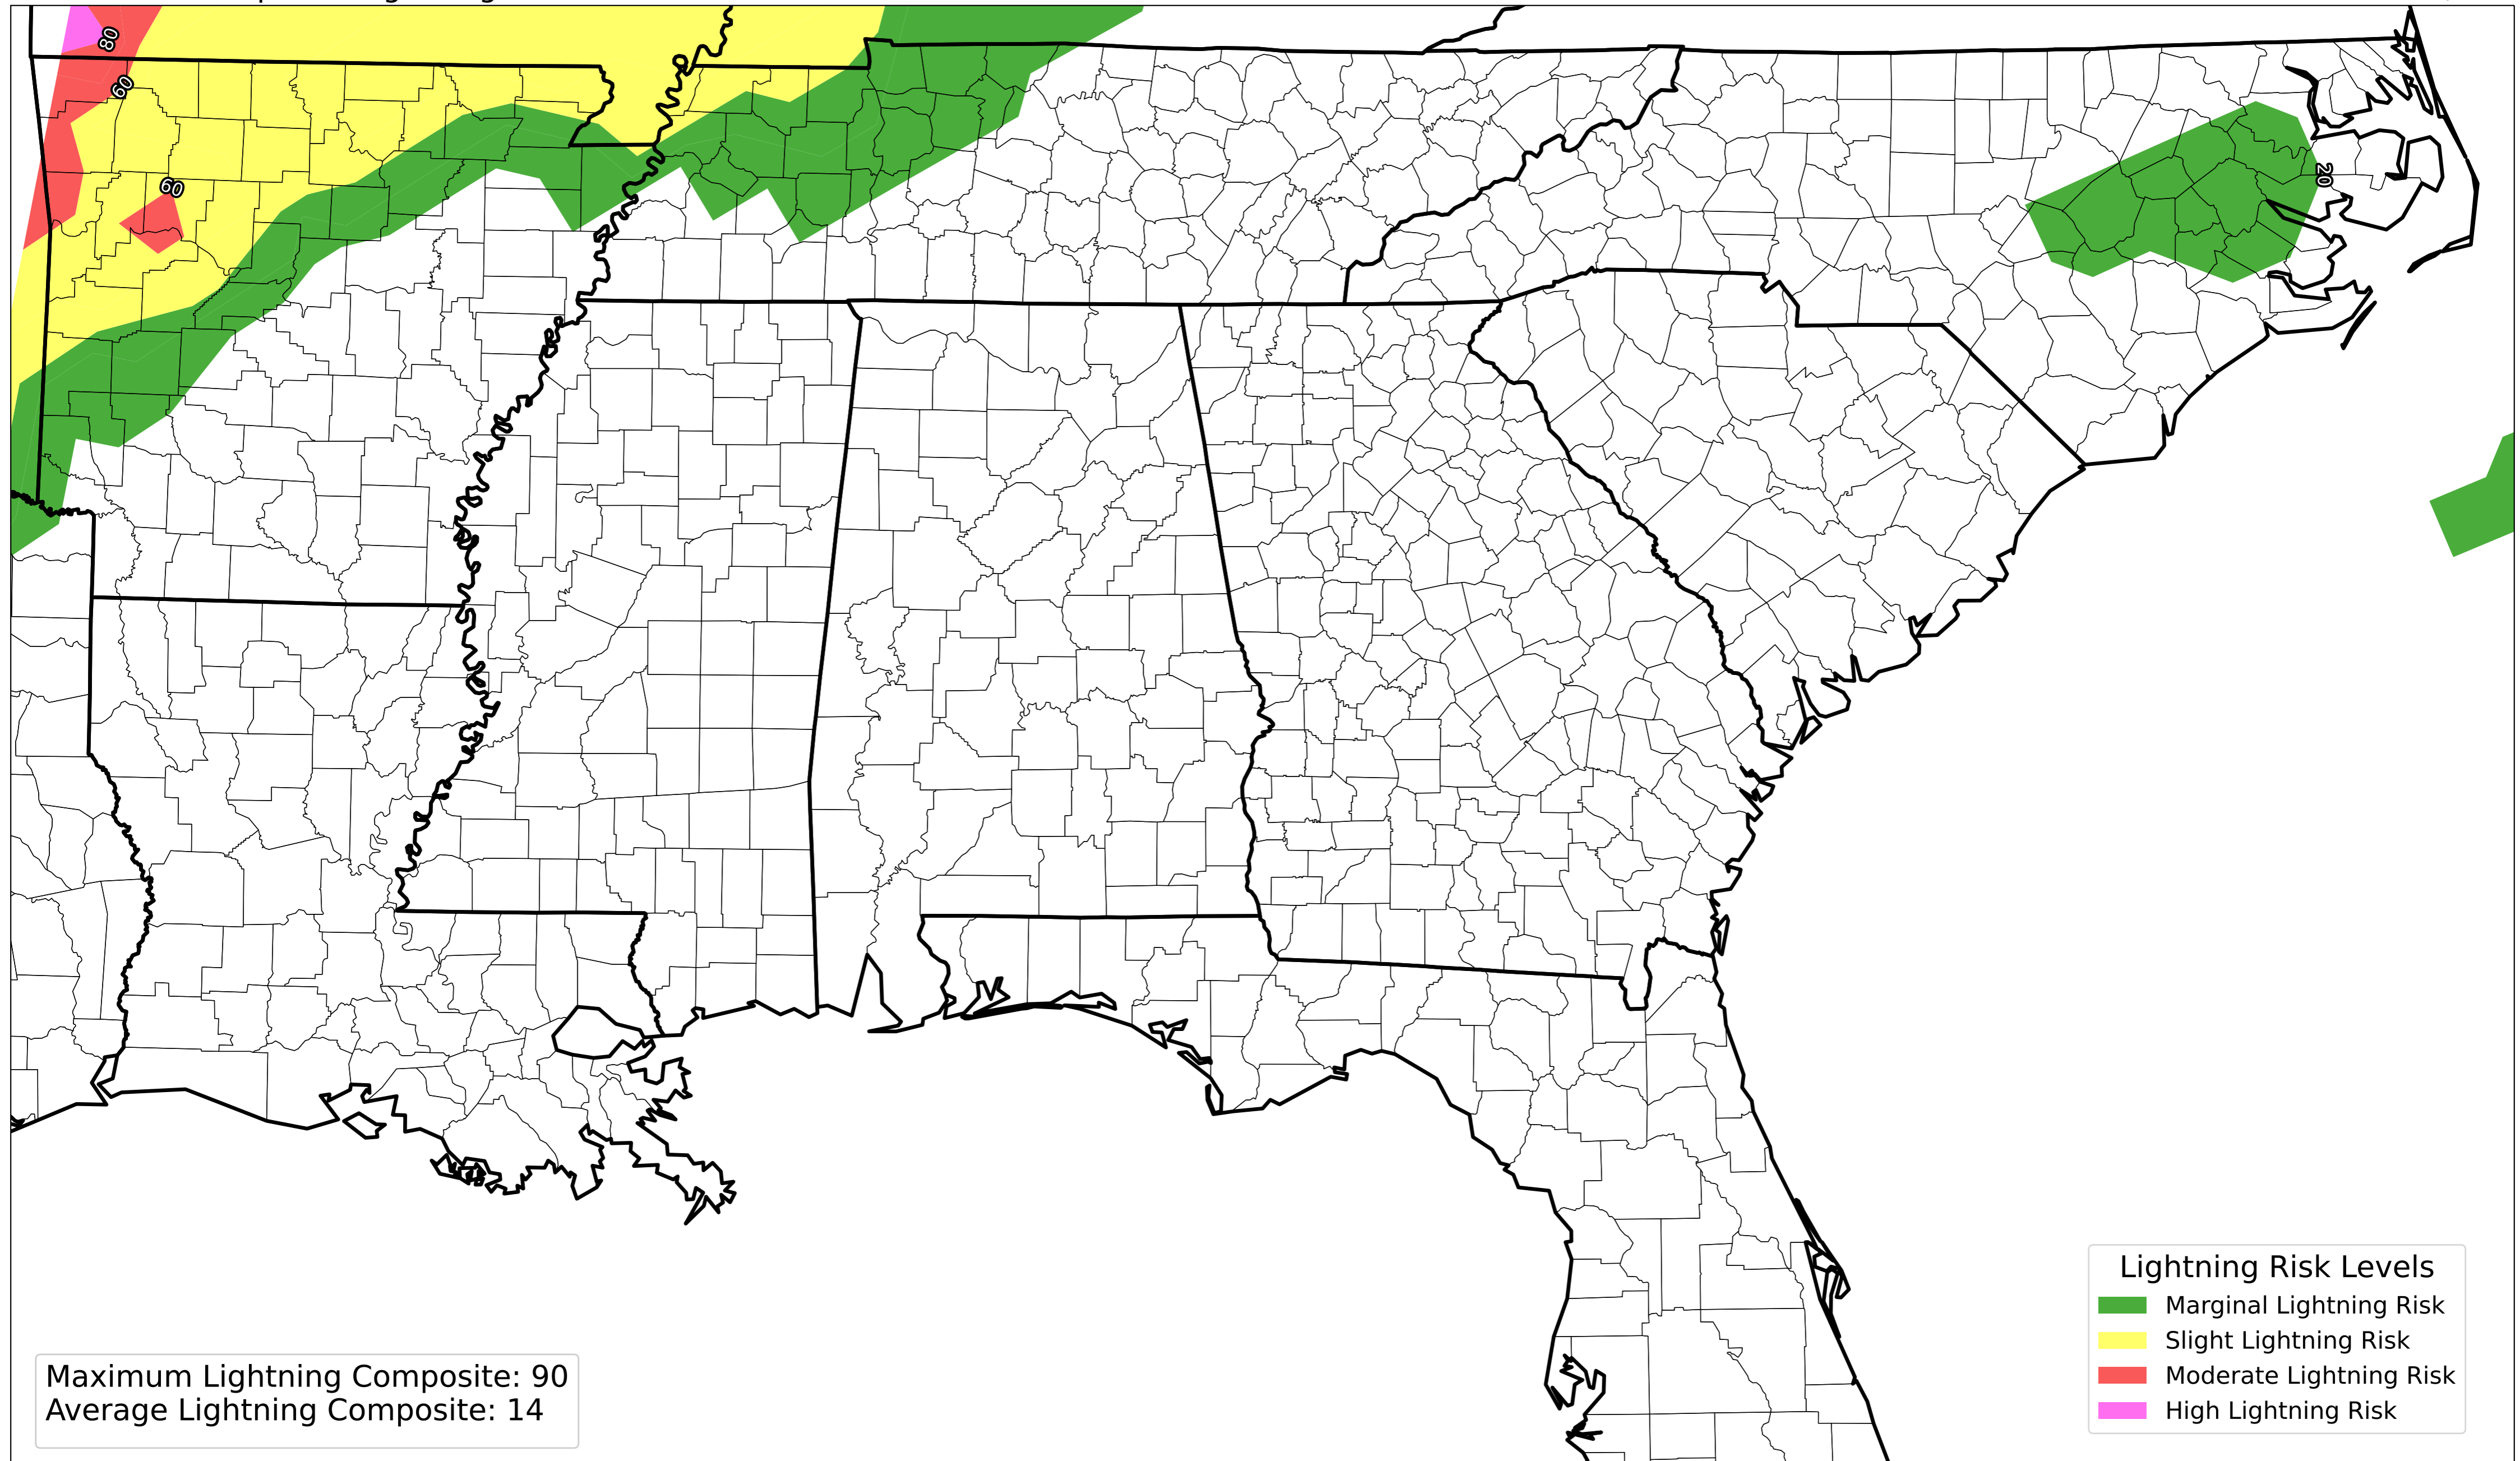 80
60
60
20
Lightning Risk Levels
Marginal Lightning Risk
Slight Lightning Risk
Moderate Lightning Risk
High Lightning Risk
Maximum Lightning Composite: 90
Average Lightning Composite: 14